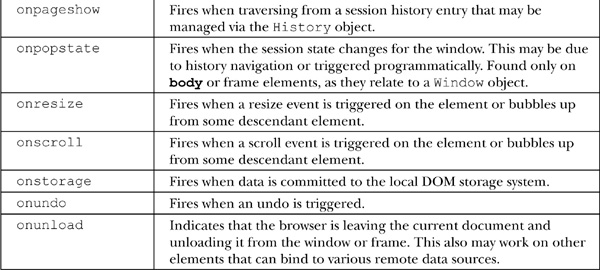 onpageshow Fires when traversing from a session history entry that may be
managed via the History object.
onpopstate Fires when the session state changes for the window. This may be due
to history navigation or triggered programmatically. Found only on
body or frame elements, as they relate to a Window object.
onresize Fires when a resize event is triggered on the element or bubbles up
from some descendant element.
onscroll Fires when a scroll event is triggered on the element or bubbles up
from some descendant element.
onstorage Fires when data is committed to the local DOM storage system.
onundo Fires when an undo is triggered.
onunload Indicates that the browser is leaving the current document and
unloading it from the window or frame. This also may work on other
elements that can bind to various remote data sources.